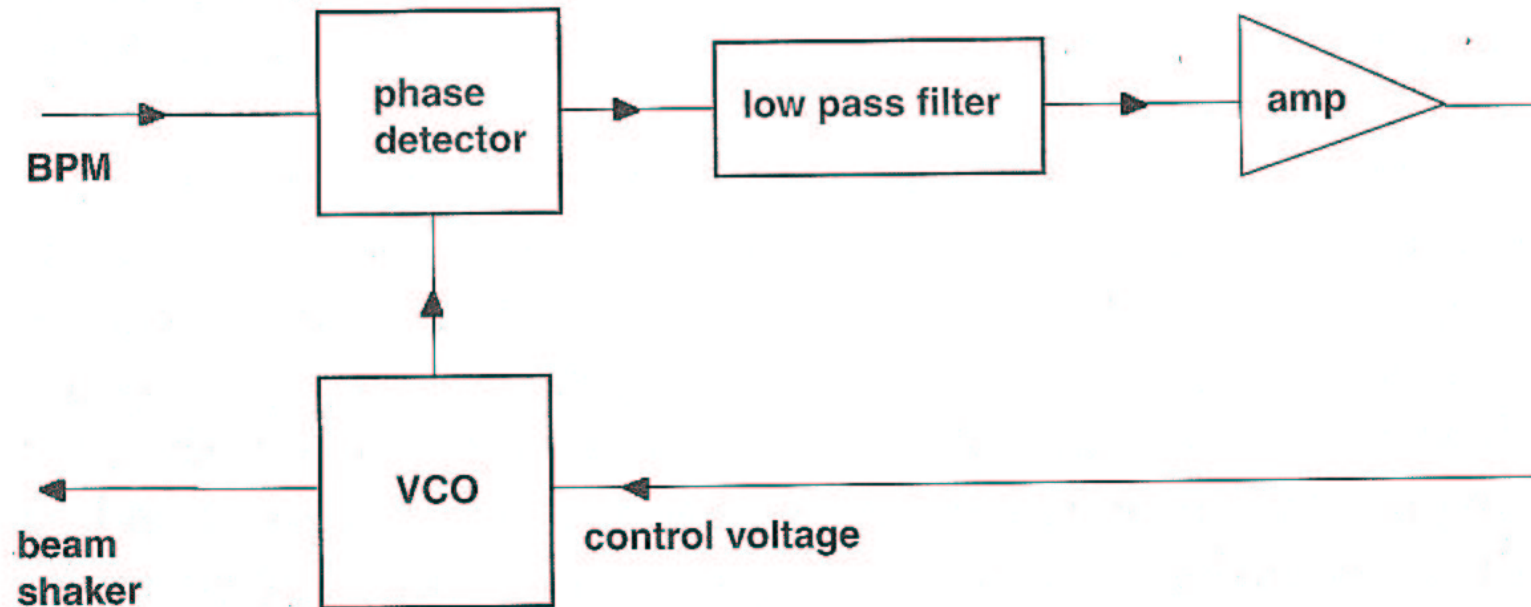 phase
detector
low pass filter
amp
BPM
VCO
control voltage
beam
shaker